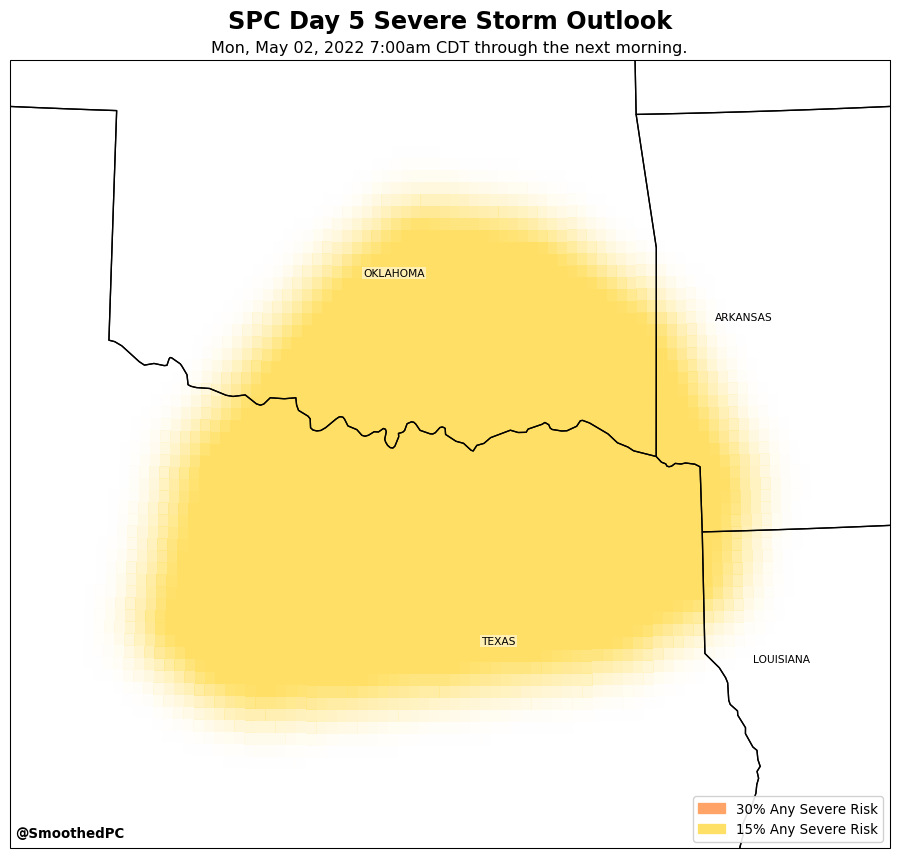 SPC Day 5 Severe Storm Outlook
Mon, May 02, 2022 7:00am CDT through the next morning.
OKLAHOMA
ARKANSAS
TEXAS
LOUISIANA
30% Any Severe Risk
15% Any Severe Risk
@SmoothedPC